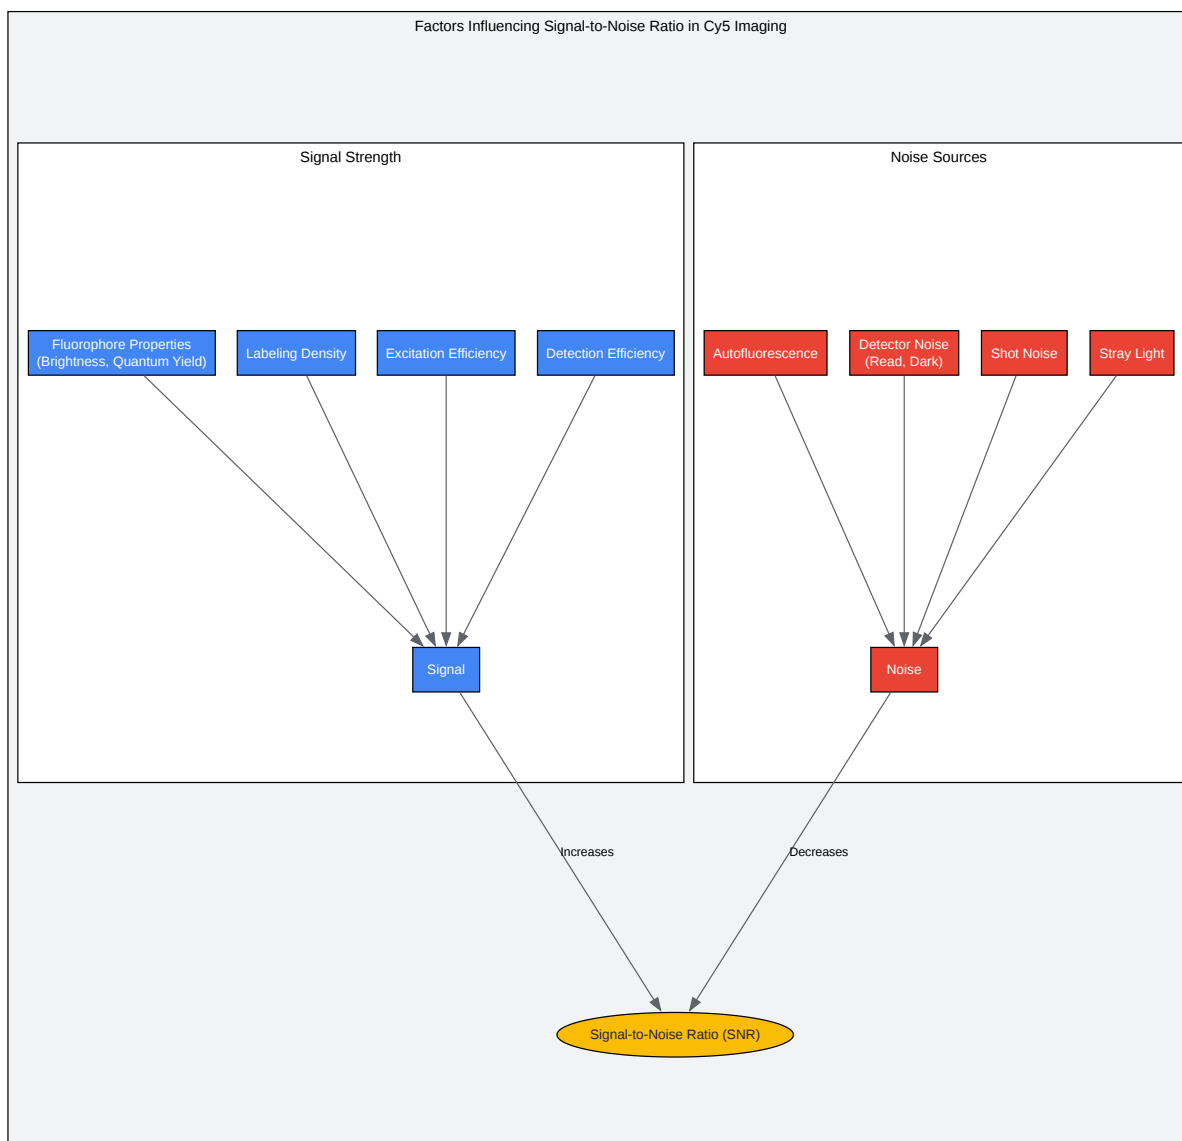 Factors Influencing Signal-to-Noise Ratio in Cy5 Imaging
Signal Strength
Noise Sources
Fluorophore Properties
(Brightness, Quantum Yield)
Labeling Density
Excitation Efficiency
Detection Efficiency
Autofluorescence
Detector Noise
(Read, Dark)
Shot Noise
Stray Light
Signal
Noise
Increases
Decreases
Signal-to-Noise Ratio (SNR)